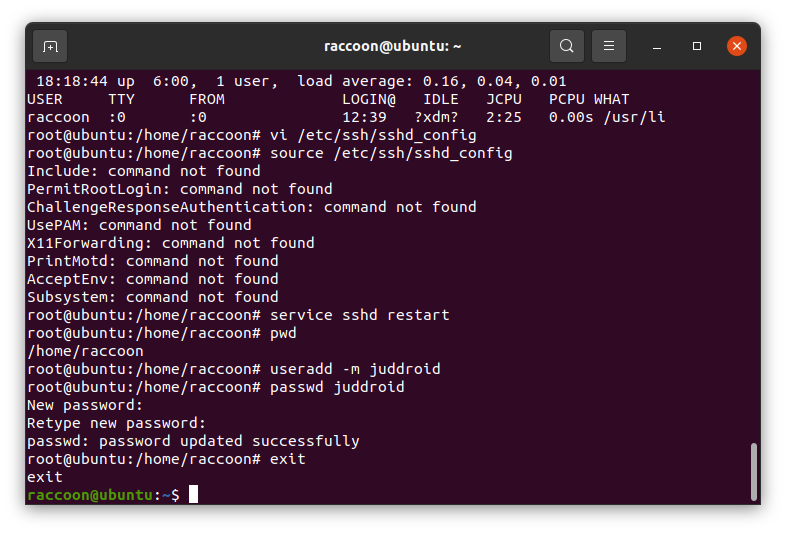 raccoon@ubuntu: ~
 18:18:44 up  6:00,  1 user,  load average: 0.16, 0.04, 0.01
USER     TTY      FROM             LOGIN@   IDLE   JCPU   PCPU WHAT
raccoon  :0       :0               12:39   ?xdm?   2:25   0.00s /usr/li
root@ubuntu:/home/raccoon# vi /etc/ssh/sshd_config
root@ubuntu:/home/raccoon# source /etc/ssh/sshd_config
Include: command not found
PermitRootLogin: command not found
ChallengeResponseAuthentication: command not found
UsePAM: command not found
X11Forwarding: command not found
PrintMotd: command not found
AcceptEnv: command not found
Subsystem: command not found
root@ubuntu:/home/raccoon# service sshd restart
root@ubuntu:/home/raccoon# pwd
/home/raccoon
root@ubuntu:/home/raccoon# useradd -m juddroid
root@ubuntu:/home/raccoon# passwd juddroid
New password:
Retype new password:
passwd: password updated successfully
root@ubuntu:/home/raccoon# exit
exit
raccoon@ubuntu:~$